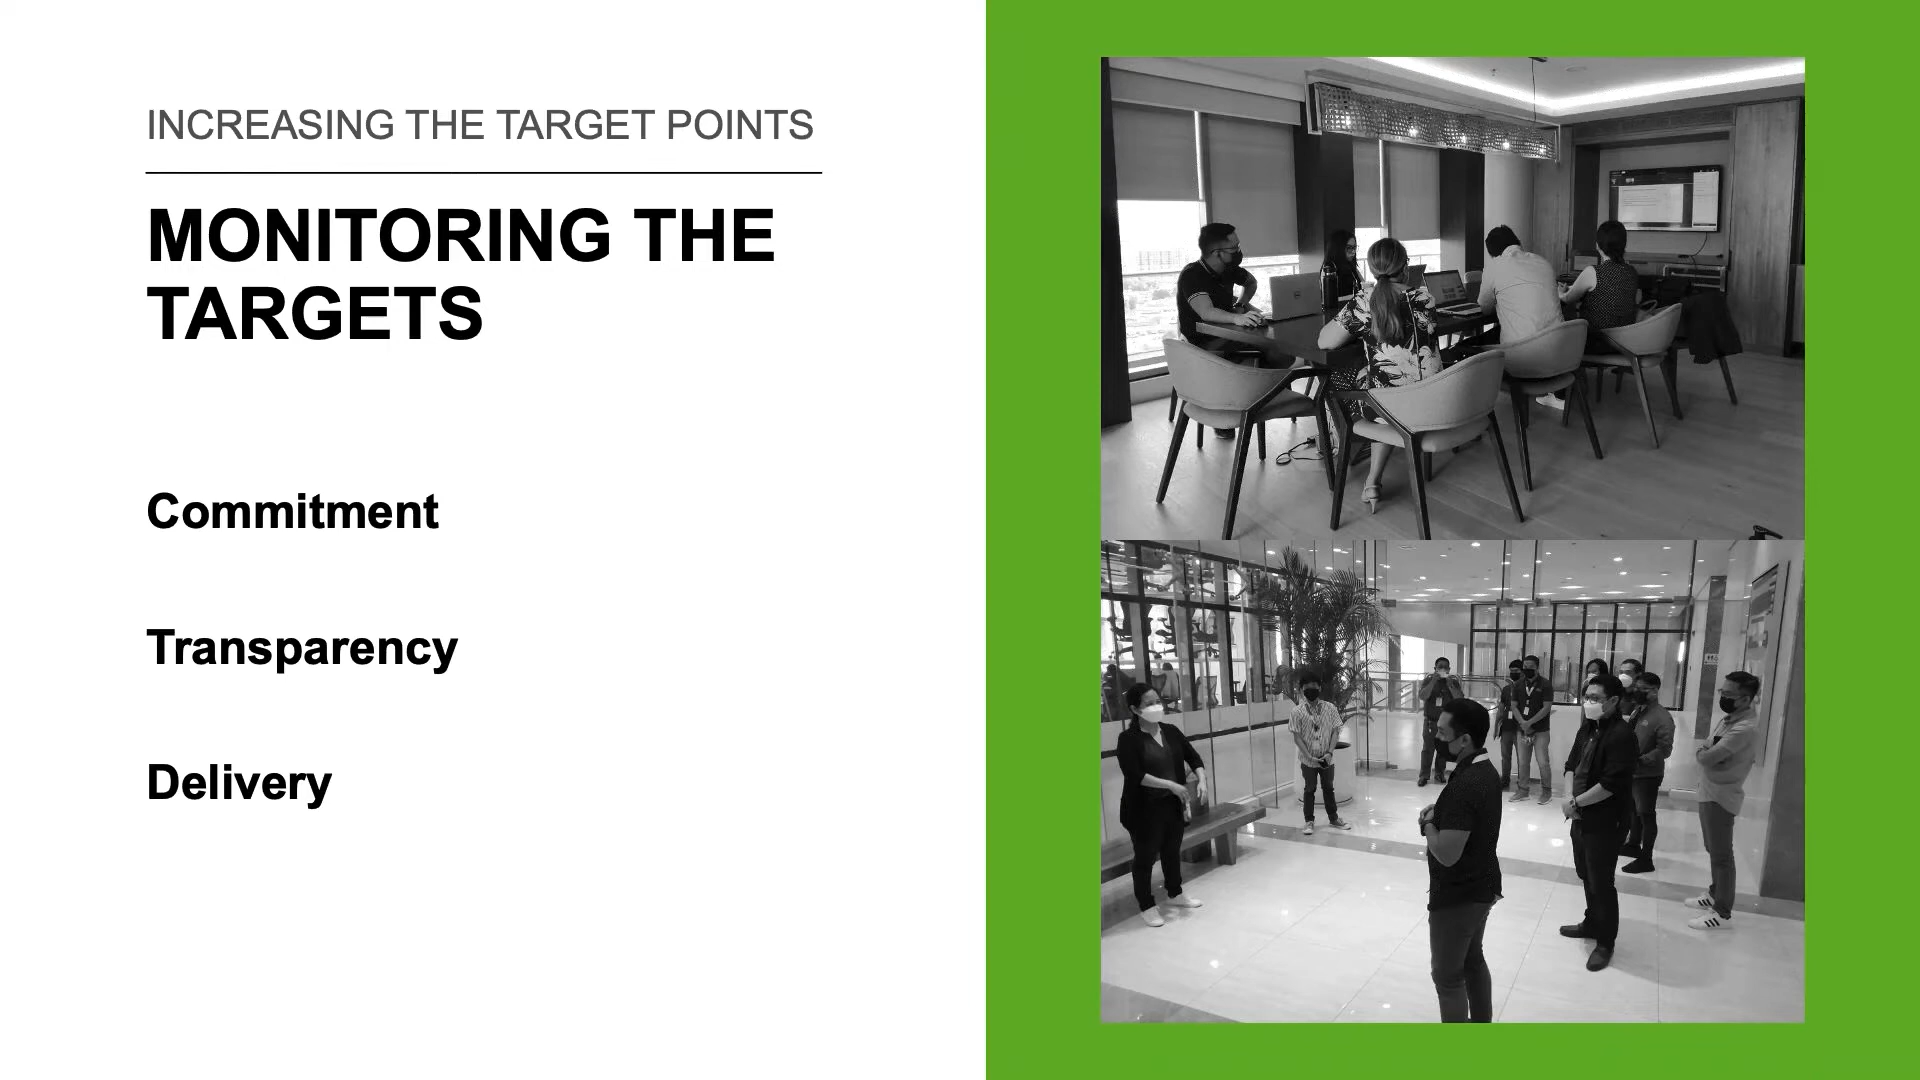 INCREASING THE TARGET POINTS
MONITORING THE
TARGETS
Commitment
Transparency
Delivery